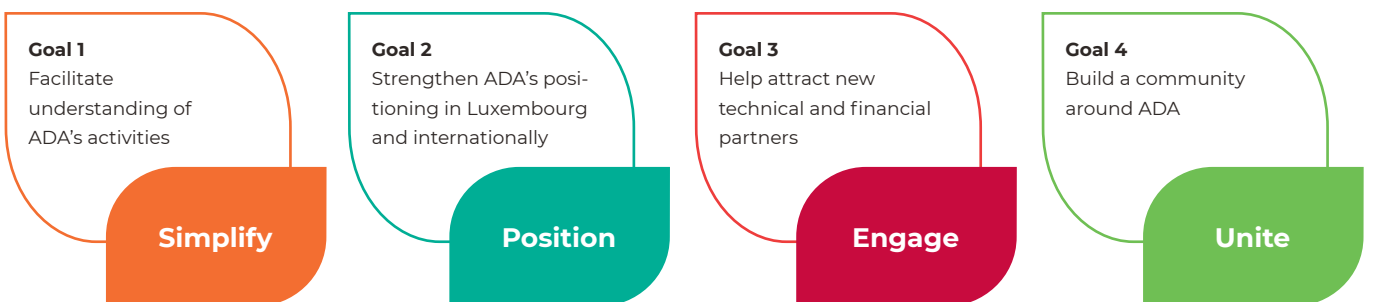 Goal 1
Facilitate
understanding of
ADA's activities
Simplify
Goal 2
Strengthen ADA's posi-
tioning in Luxembourg
and internationally
Position
Goal 3
Help attract new
technical and financial
partners
Engage
Goal 4
Build a community
around ADA
Unite